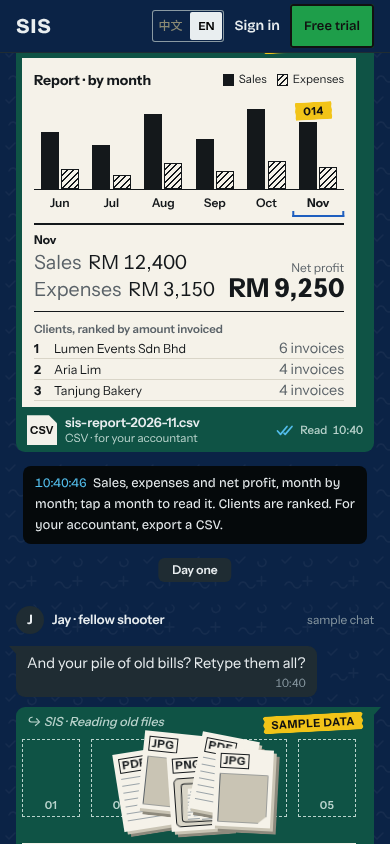 SIS
中文 EN Sign in Free trial
Report · by month
Sales Expenses
014
Jun Jul Aug Sep Oct Nov
Nov
Sales RM 12,400
Expenses RM 3,150
Net profit
RM 9,250
Clients, ranked by amount invoiced
1 Lumen Events Sdn Bhd 6 invoices
2 Aria Lim 4 invoices
3 Tanjung Bakery 4 invoices
CSV
sis-report-2026-11.csv
CSV · for your accountant
Read 10:40
10:40:46 Sales, expenses and net profit, month by
month; tap a month to read it. Clients are ranked. For
your accountant, export a CSV.
Day one
J Jay · fellow shooter sample chat
And your pile of old bills? Retype them all?
10:40
↪ SIS · Reading old files
SAMPLE DATA
JPG
JPG
01
05